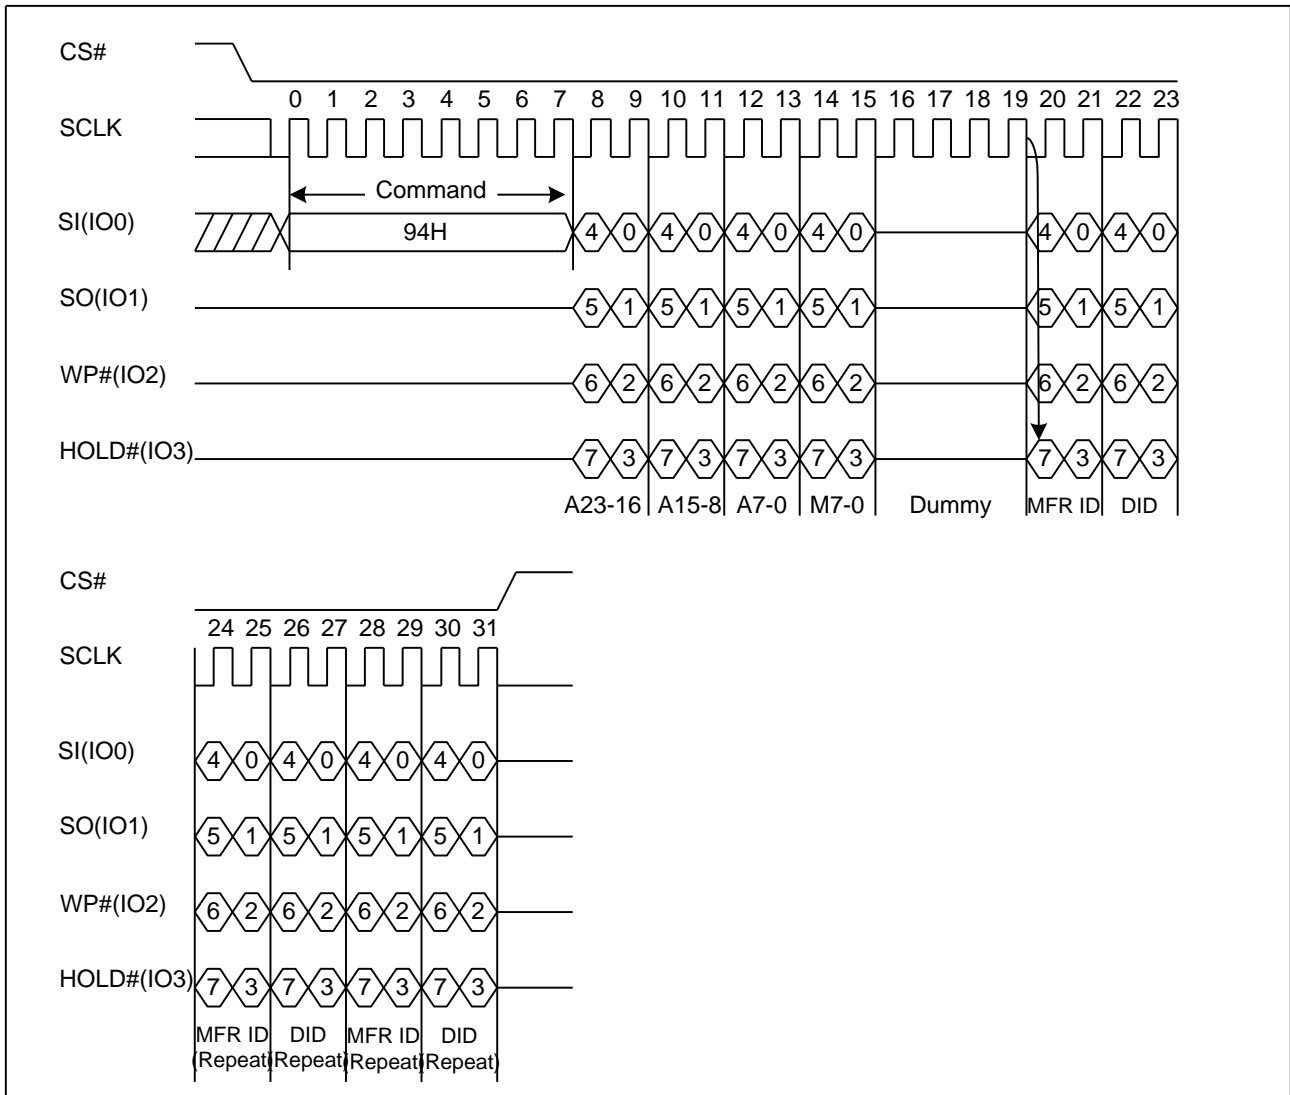 CS#
0 1 2 3 4 5 6 7 8 9 10 11 12 13 14 15 16 17 18 19 20 21 22 23
SCLK
Command
SI(IO0) 94H 4 0 4 0 4 0 4 0 4 0 4 0
SO(IO1) 5 1 5 1 5 1 5 1 5 1 5 1
WP#(IO2) 6 2 6 2 6 2 6 2 6 2 6 2
HOLD#(IO3) 7 3 7 3 7 3 7 3 7 3 7 3
A23-16 A15-8 A7-0 M7-0 Dummy MFR ID DID
CS#
24 25 26 27 28 29 30 31
SCLK
SI(IO0) 4 0 4 0 4 0 4 0
SO(IO1) 5 1 5 1 5 1 5 1
WP#(IO2) 6 2 6 2 6 2 6 2
HOLD#(IO3) 7 3 7 3 7 3 7 3
MFR ID DID MFR ID DID
(Repeat) (Repeat) (Repeat) (Repeat)